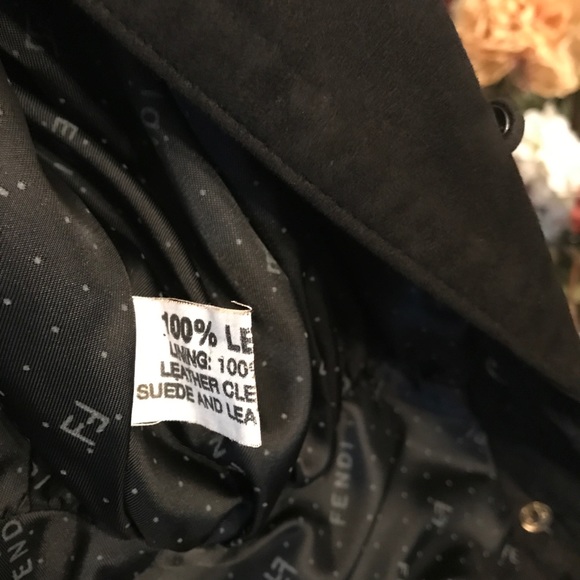 100% LE
LINING: 100%
LEATHER CLE
SUEDE AND LEA
FENDI
FENDI